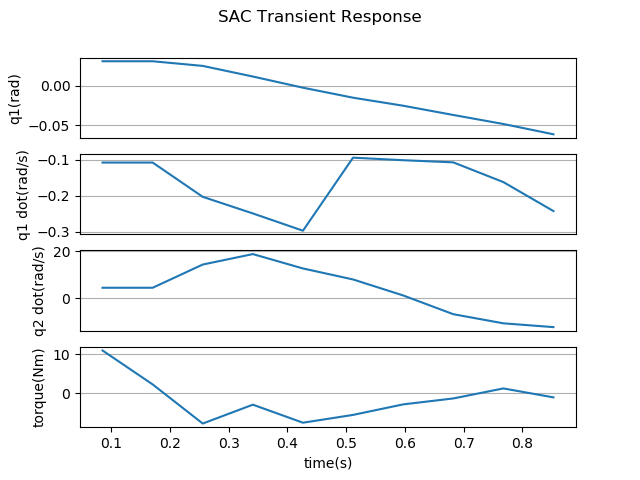 SAC Transient Response
q1(rad)
0.00
−0.05
q1 dot(rad/s)
−0.1
−0.2
−0.3
q2 dot(rad/s)
20
0
torque(Nm)
10
0
0.1 0.2 0.3 0.4 0.5 0.6 0.7 0.8
time(s)